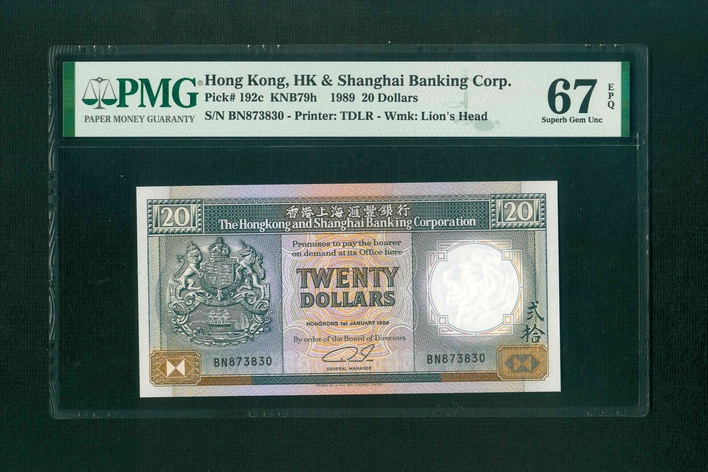 PMG
PAPER MONEY GUARANTY
Hong Kong, HK & Shanghai Banking Corp.
Pick# 192c KNB79h 1989 20 Dollars
S/N BN873830 - Printer: TDLR - Wmk: Lion's Head
67
EPQ
Superb Gem Unc
20
香港上海滙豐銀行
20
The Hongkong and Shanghai Banking Corporation
Promises to pay the bearer
on demand at its Office here
TWENTY
DOLLARS
HONGKONG 1st JANUARY
By order of the Board of Directors
BN873830
BN873830
GENERAL MANAGER
貳拾